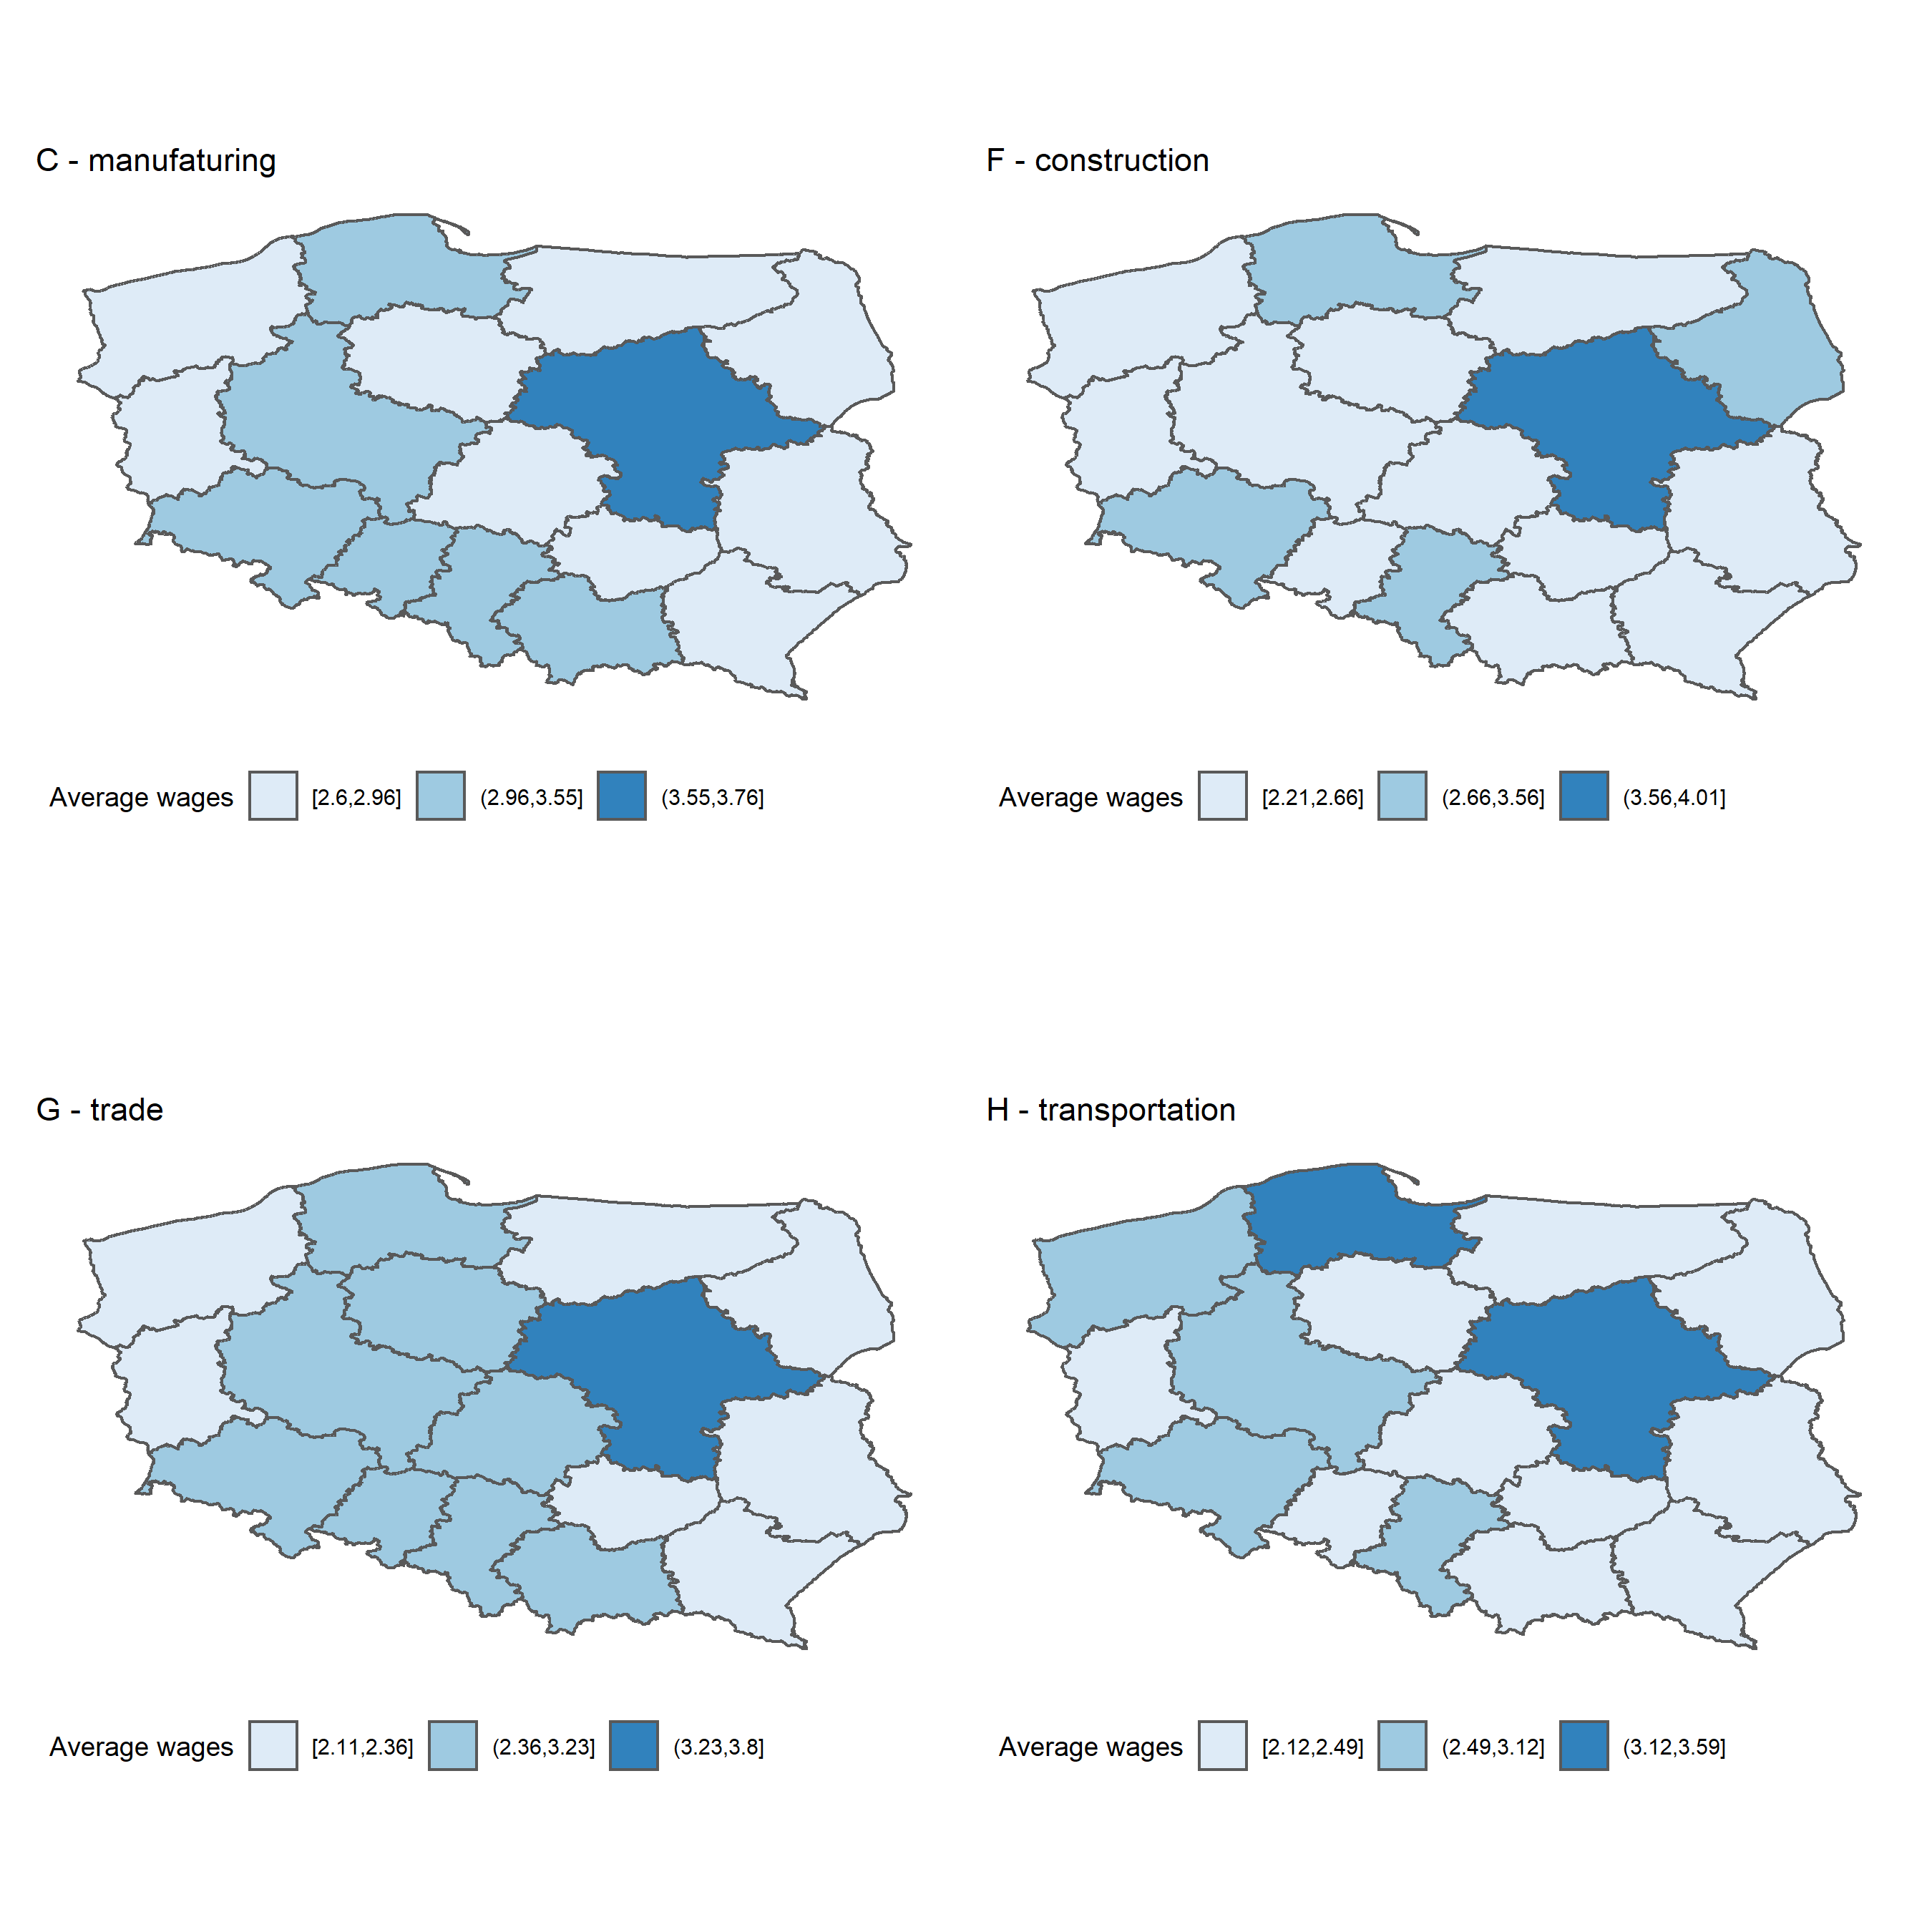 C - manufaturing
F - construction
Average wages [2.6,2.96] (2.96,3.55] (3.55,3.76]
Average wages [2.21,2.66] (2.66,3.56] (3.56,4.01]
G - trade
H - transportation
Average wages [2.11,2.36] (2.36,3.23] (3.23,3.8]
Average wages [2.12,2.49] (2.49,3.12] (3.12,3.59]